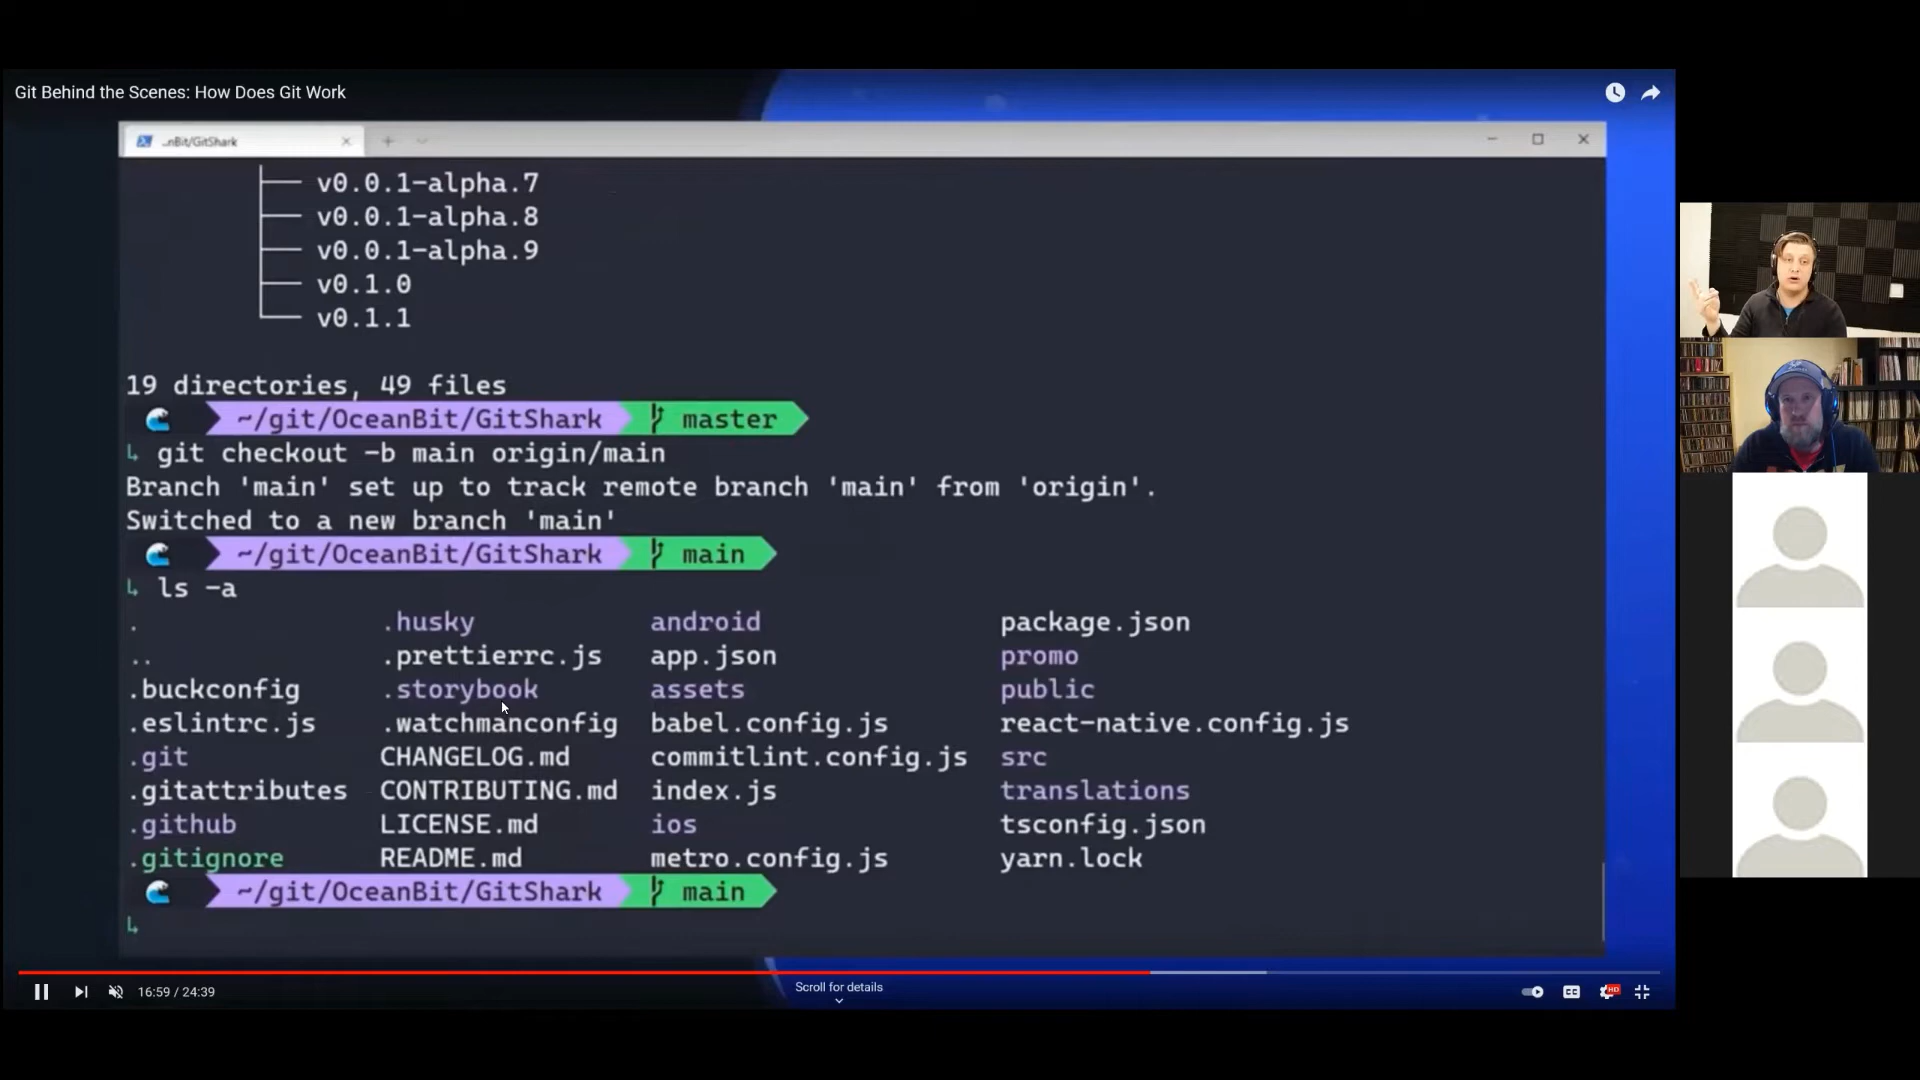 Git Behind the Scenes: How Does Git Work
..nBit/GitShark
v0.0.1-alpha.7
v0.0.1-alpha.8
v0.0.1-alpha.9
v0.1.0
v0.1.1
19 directories, 49 files
~/git/OceanBit/GitShark master
git checkout -b main origin/main
Branch 'main' set up to track remote branch 'main' from 'origin'.
Switched to a new branch 'main'
~/git/OceanBit/GitShark main
ls -a
. .husky android package.json
.. .prettierrc.js app.json promo
.buckconfig .storybook assets public
.eslintrc.js .watchmanconfig babel.config.js react-native.config.js
.git CHANGELOG.md commitlint.config.js src
.gitattributes CONTRIBUTING.md index.js translations
.github LICENSE.md ios tsconfig.json
.gitignore README.md metro.config.js yarn.lock
~/git/OceanBit/GitShark main
16:59 / 24:39
Scroll for details
CC
HD